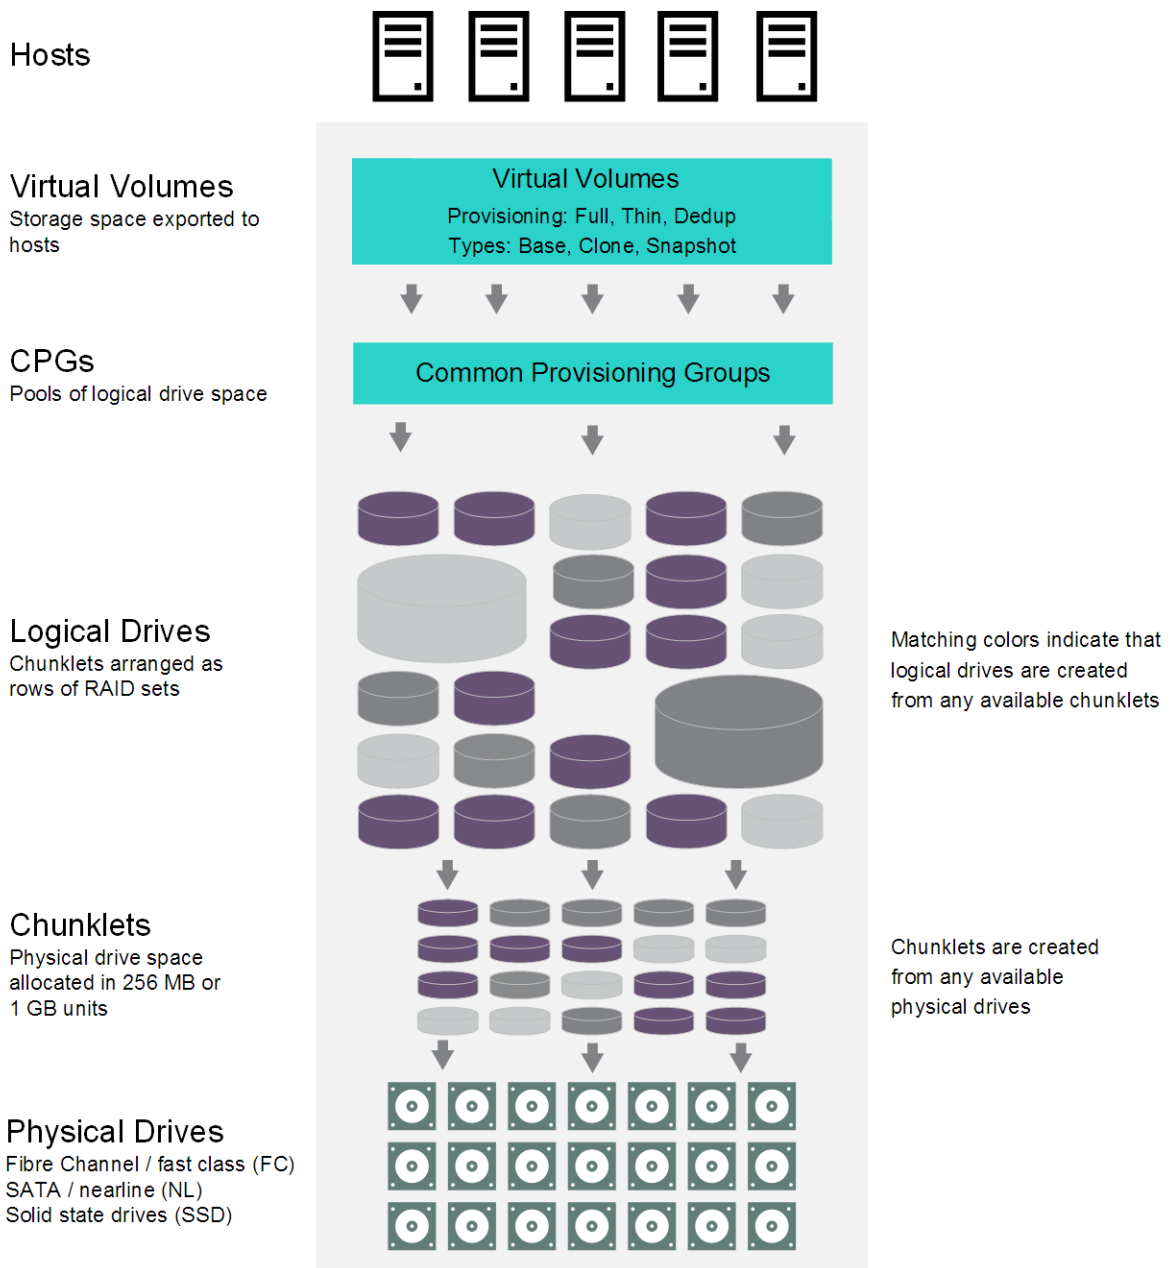 Hosts
Virtual Volumes
Storage space exported to
hosts
Virtual Volumes
Provisioning: Full, Thin, Dedup
Types: Base, Clone, Snapshot
CPGs
Pools of logical drive space
Common Provisioning Groups
Logical Drives
Chunklets arranged as
rows of RAID sets
Matching colors indicate that
logical drives are created
from any available chunklets
Chunklets
Physical drive space
allocated in 256 MB or
1 GB units
Chunklets are created
from any available
physical drives
Physical Drives
Fibre Channel / fast class (FC)
SATA / nearline (NL)
Solid state drives (SSD)